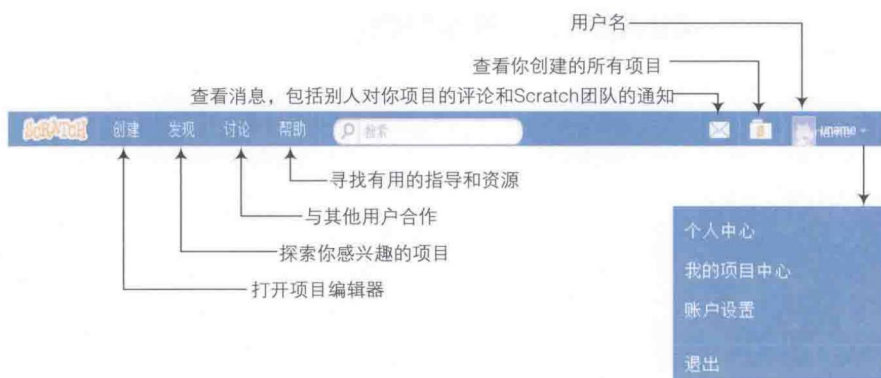 用户名
查看你创建的所有项目
查看消息，包括别人对你项目的评论和Scratch团队的通知
SCRATCH 创建 发现 讨论 帮助 搜索 uname
寻找有用的指导和资源
与其他用户合作
探索你感兴趣的项目
打开项目编辑器
个人中心
我的项目中心
账户设置
退出